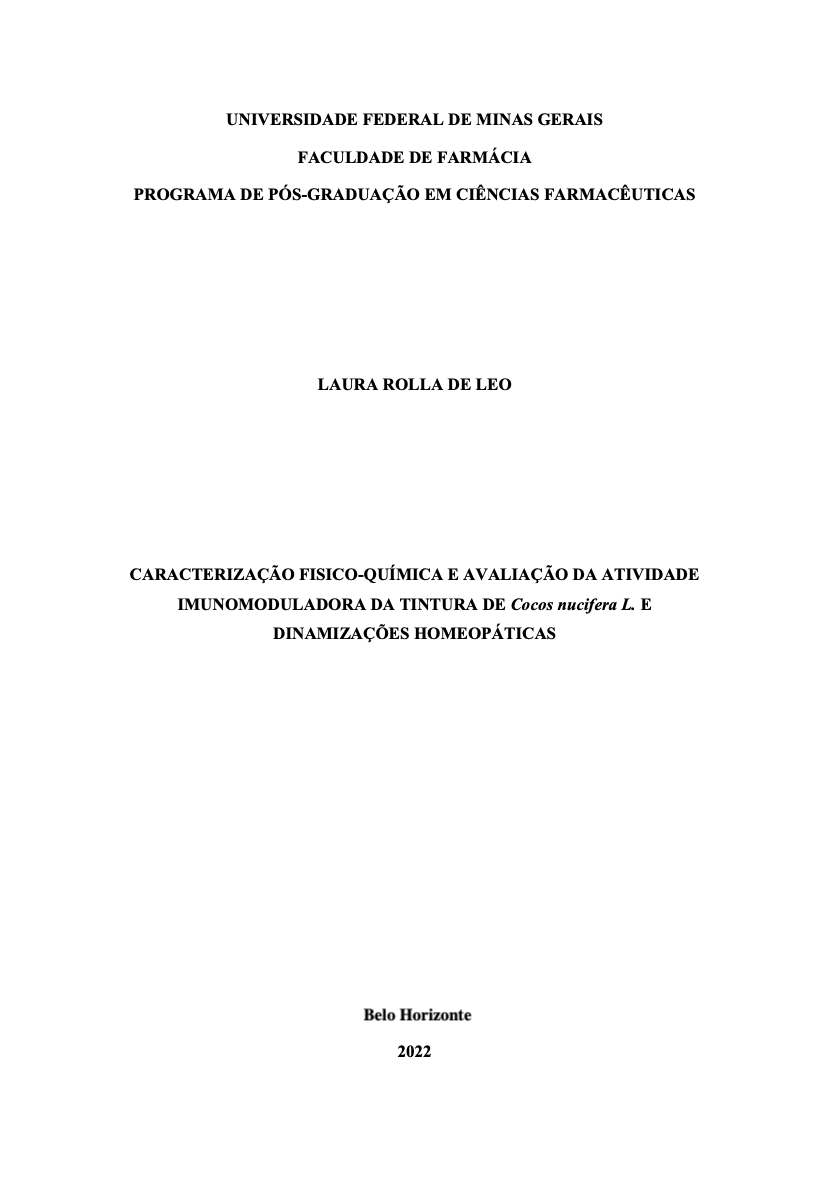 UNIVERSIDADE FEDERAL DE MINAS GERAIS
FACULDADE DE FARMÁCIA
PROGRAMA DE PÓS-GRADUAÇÃO EM CIÊNCIAS FARMACÊUTICAS
LAURA ROLLA DE LEO
CARACTERIZAÇÃO FISICO-QUÍMICA E AVALIAÇÃO DA ATIVIDADE
IMUNOMODULADORA DA TINTURA DE Cocos nucifera L. E
DINAMIZAÇÕES HOMEOPÁTICAS
Belo Horizonte
2022